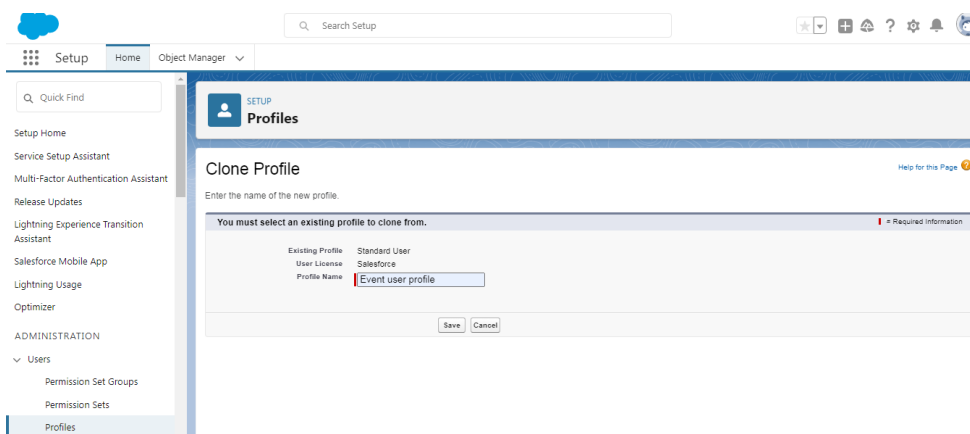 Search Setup
Setup
Home
Object Manager
Quick Find
Setup Home
Service Setup Assistant
Multi-Factor Authentication Assistant
Release Updates
Lightning Experience Transition
Assistant
Salesforce Mobile App
Lightning Usage
Optimizer
ADMINISTRATION
Users
Permission Set Groups
Permission Sets
Profiles
SETUP
Profiles
Clone Profile
Help for this Page ?
Enter the name of the new profile.
You must select an existing profile to clone from.
= Required Information
Existing Profile Standard User
User License Salesforce
Profile Name Event user profile
Save Cancel